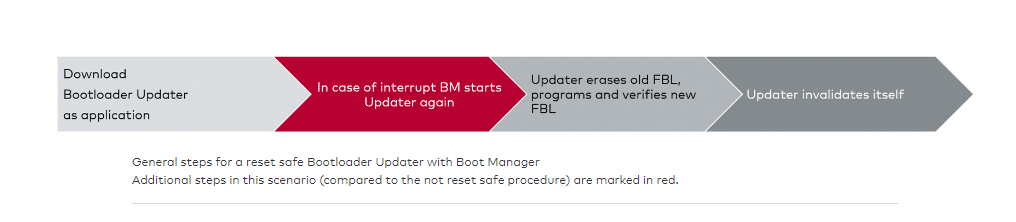 Download
Bootloader Updater
as application
In case of interrupt BM starts
Updater again
Updater erases old FBL,
programs and verifies new
FBL
Updater invalidates itself
General steps for a reset safe Bootloader Updater with Boot Manager
Additional steps in this scenario (compared to the not reset safe procedure) are marked in red.